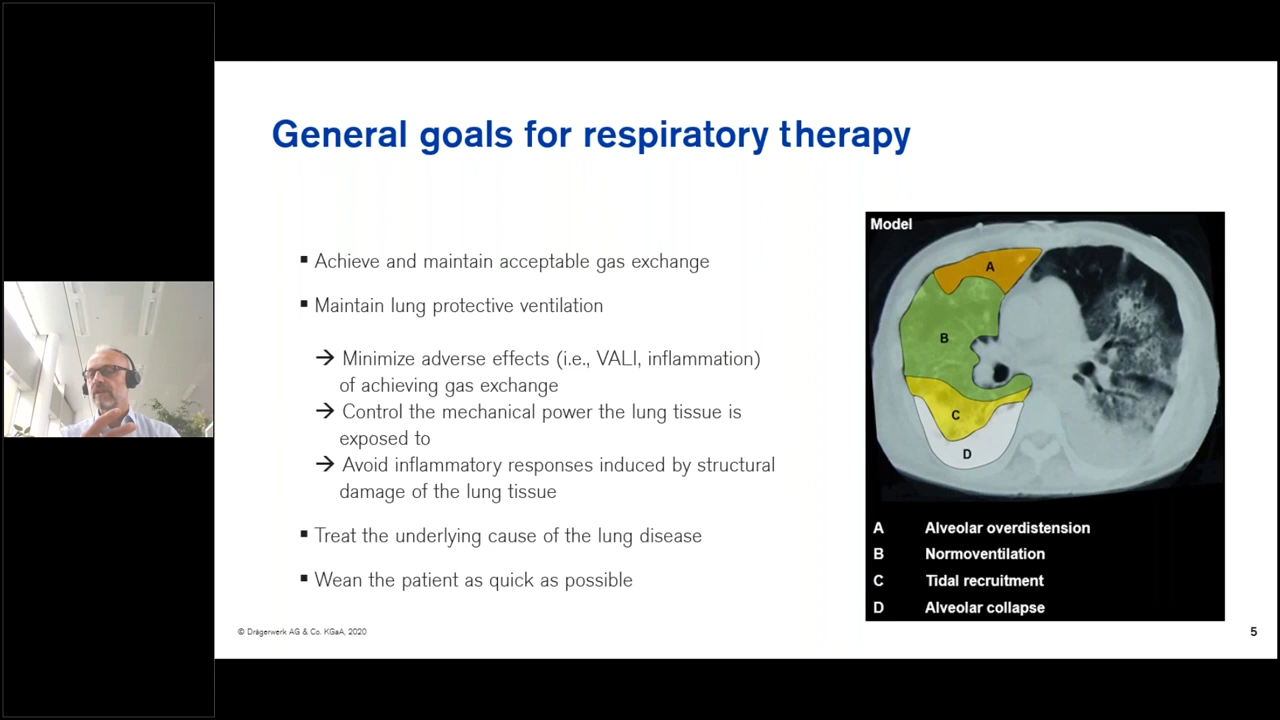 General goals for respiratory therapy
▪ Achieve and maintain acceptable gas exchange
▪ Maintain lung protective ventilation
→ Minimize adverse effects (i.e., VALI, inflammation)
of achieving gas exchange
→ Control the mechanical power the lung tissue is
exposed to
→ Avoid inflammatory responses induced by structural
damage of the lung tissue
▪ Treat the underlying cause of the lung disease
▪ Wean the patient as quick as possible
Model
A
B
C
D
A Alveolar overdistension
B Normoventilation
C Tidal recruitment
D Alveolar collapse
© Drägerwerk AG & Co. KGaA, 2020
5